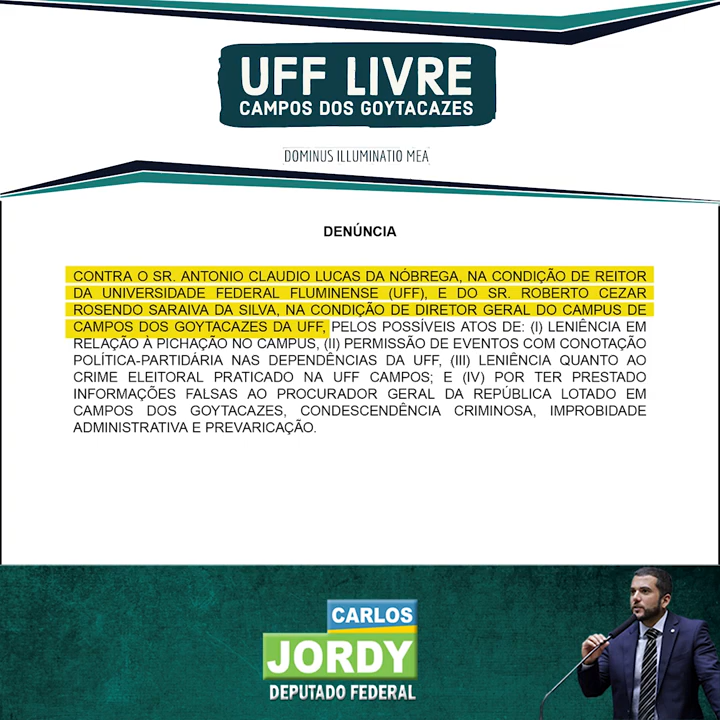 UFF LIVRE
CAMPOS DOS GOYTACAZES
DOMINUS ILLUMINATIO MEA
DENÚNCIA
CONTRA O SR. ANTONIO CLAUDIO LUCAS DA NÓBREGA, NA CONDIÇÃO DE REITOR
DA UNIVERSIDADE FEDERAL FLUMINENSE (UFF), E DO SR. ROBERTO CEZAR
ROSENDO SARAIVA DA SILVA, NA CONDIÇÃO DE DIRETOR GERAL DO CAMPUS DE
CAMPOS DOS GOYTACAZES DA UFF, PELOS POSSÍVEIS ATOS DE: (I) LENIÊNCIA EM
RELAÇÃO À PICHAÇÃO NO CAMPUS, (II) PERMISSÃO DE EVENTOS COM CONOTAÇÃO
POLÍTICA-PARTIDÁRIA NAS DEPENDÊNCIAS DA UFF, (III) LENIÊNCIA QUANTO AO
CRIME ELEITORAL PRATICADO NA UFF CAMPOS; E (IV) POR TER PRESTADO
INFORMAÇÕES FALSAS AO PROCURADOR GERAL DA REPÚBLICA LOTADO EM
CAMPOS DOS GOYTACAZES, CONDESCENDÊNCIA CRIMINOSA, IMPROBIDADE
ADMINISTRATIVA E PREVARICAÇÃO.
CARLOS
JORDY
DEPUTADO FEDERAL